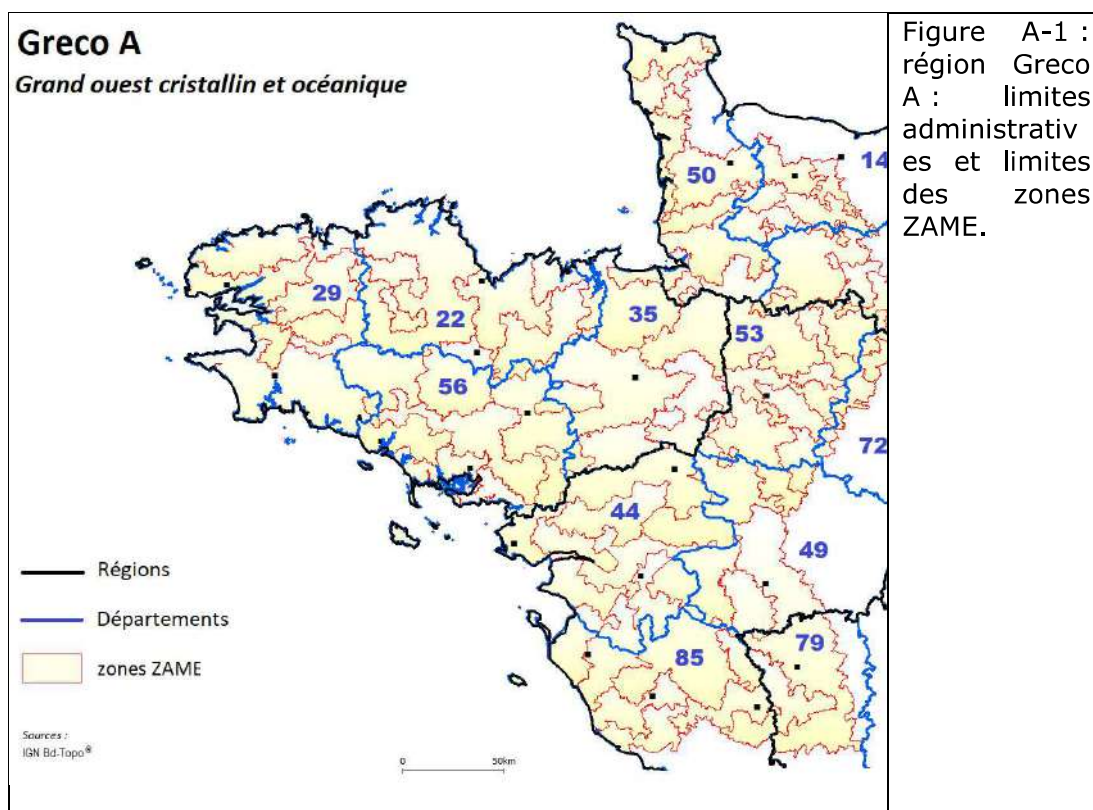 Greco A
Grand ouest cristallin et océanique
50
14
29
22
35
53
56
72
44
49
85
79
Régions
Départements
zones ZAME
Sources :
IGN Bd-Topo®
0 50km
Figure A-1 :
région Greco
A : limites
administrativ
es et limites
des zones
ZAME.